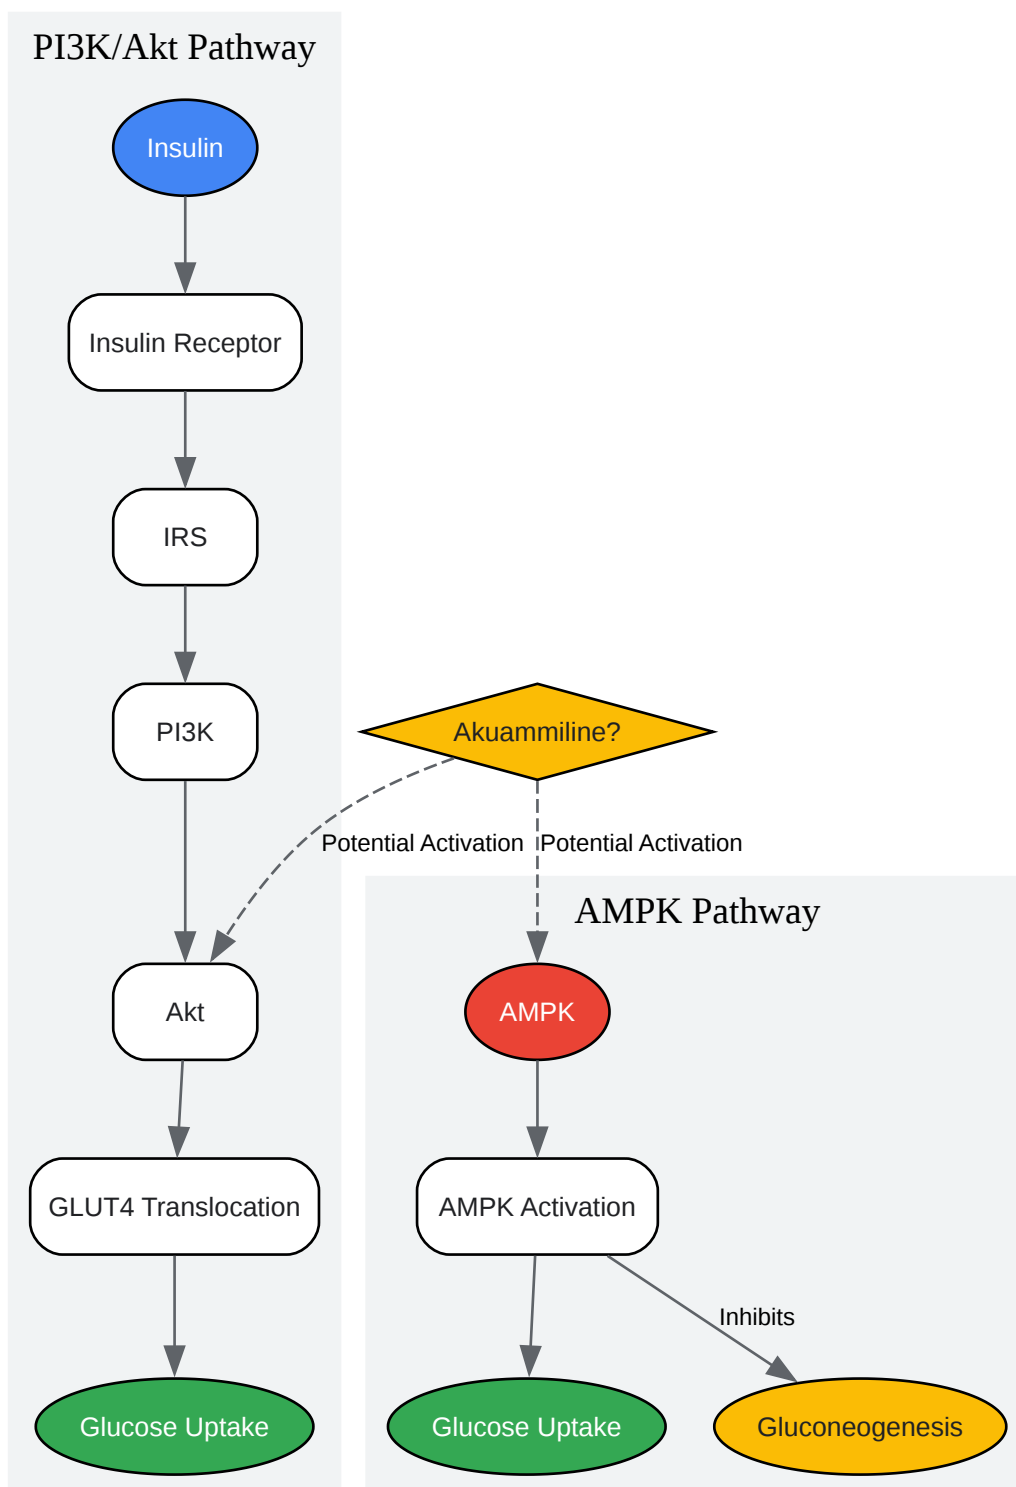 PI3K/Akt Pathway
Insulin
Insulin Receptor
IRS
PI3K
Akuammiline?
Potential Activation
Potential Activation
AMPK Pathway
Akt
AMPK
GLUT4 Translocation
AMPK Activation
Inhibits
Glucose Uptake
Glucose Uptake
Gluconeogenesis